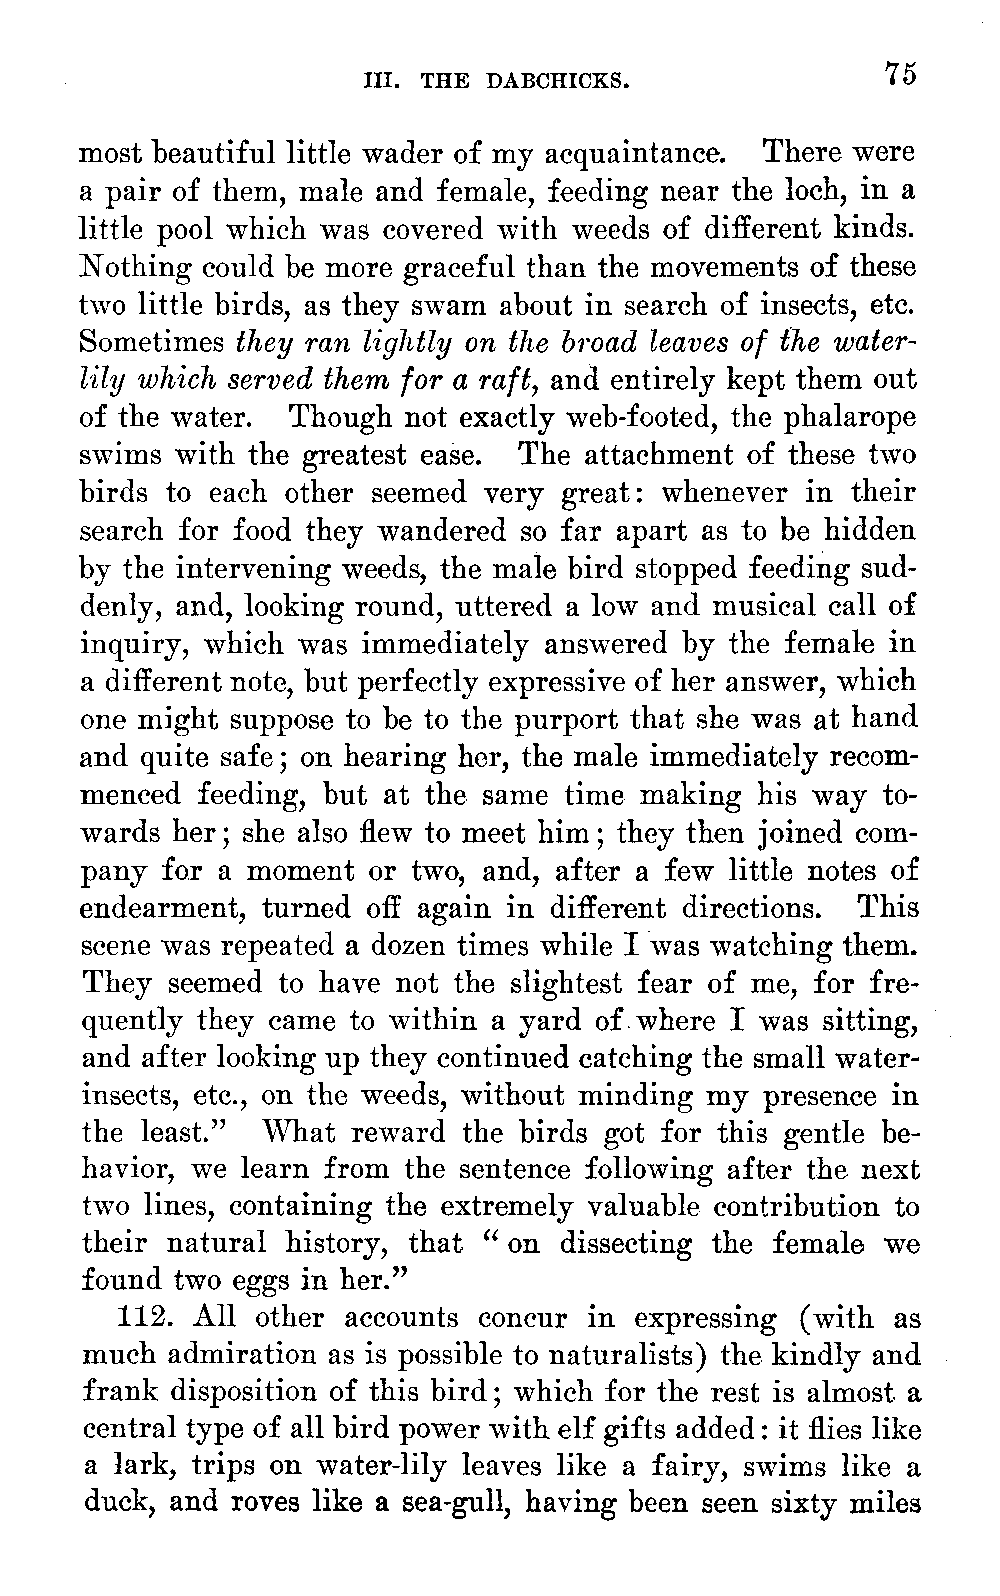 III. THE DABCHICKS. 75
most beautiful little wader of my acquaintance. There were
a pair of them, male and female, feeding near the loch, in a
little pool which was covered with weeds of different kinds.
Nothing could be more graceful than the movements of these
two little birds, as they swam about in search of insects, etc.
Sometimes they ran lightly on the broad leaves of the water-
lily which served them for a raft, and entirely kept them out
of the water. Though not exactly web-footed, the phalarope
swims with the greatest ease. The attachment of these two
birds to each other seemed very great: whenever in their
search for food they wandered so far apart as to be hidden
by the intervening weeds, the male bird stopped feeding sud-
denly, and, looking round, uttered a low and musical call of
inquiry, which was immediately answered by the female in
a different note, but perfectly expressive of her answer, which
one might suppose to be to the purport that she was at hand
and quite safe; on hearing her, the male immediately recom-
menced feeding, but at the same time making his way to-
wards her; she also flew to meet him; they then joined com-
pany for a moment or two, and, after a few little notes of
endearment, turned off again in different directions. This
scene was repeated a dozen times while I was watching them.
They seemed to have not the slightest fear of me, for fre-
quently they came to within a yard of where I was sitting,
and after looking up they continued catching the small water-
insects, etc., on the weeds, without minding my presence in
the least.” What reward the birds got for this gentle be-
havior, we learn from the sentence following after the next
two lines, containing the extremely valuable contribution to
their natural history, that “on dissecting the female we
found two eggs in her.”
112. All other accounts concur in expressing (with as
much admiration as is possible to naturalists) the kindly and
frank disposition of this bird; which for the rest is almost a
central type of all bird power with elf gifts added: it flies like
a lark, trips on water-lily leaves like a fairy, swims like a
duck, and roves like a sea-gull, having been seen sixty miles